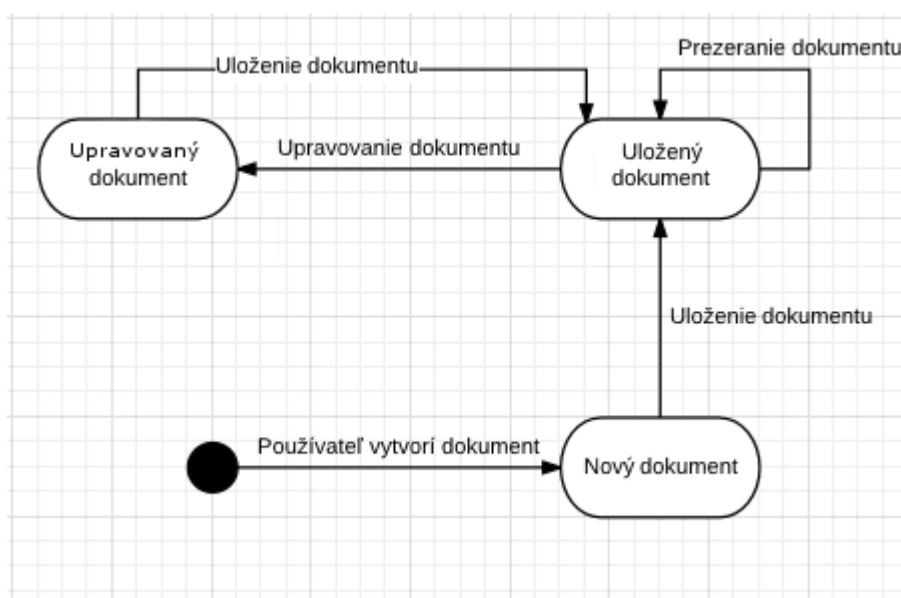 Prezeranie dokumentu
Uloženie dokumentu
Upravovaný
dokument
Upravovanie dokumentu
Uložený
dokument
Uloženie dokumentu
Používateľ vytvorí dokument
Nový dokument